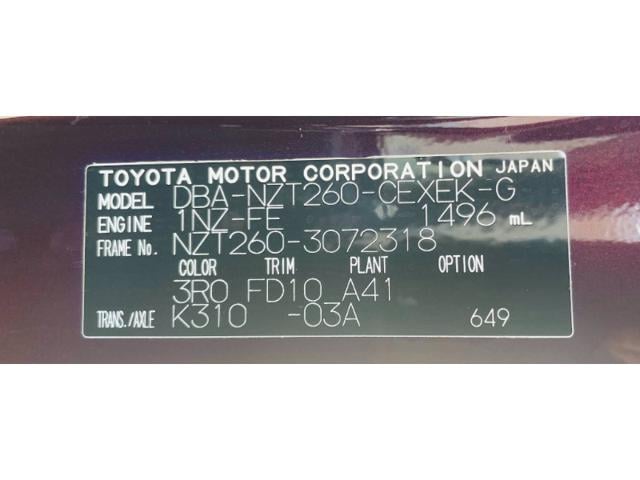 TOYOTA MOTOR CORPORATION JAPAN
MODEL DBA-NZT260-CEXEK-G
ENGINE 1NZ-FE 1496 mL
FRAME No. NZT260-3072318
COLOR TRIM PLANT OPTION
3R0 FD10 A41
TRANS./AXLE K310 -03A 649